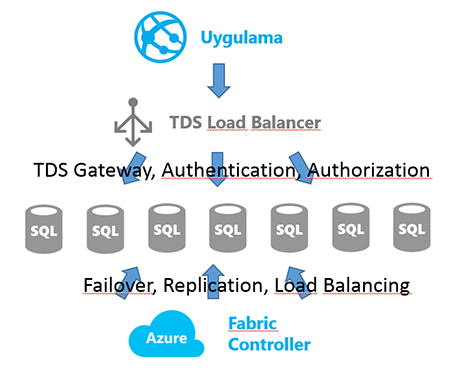 Uygulama
TDS Load Balancer
TDS Gateway, Authentication, Authorization
SQL SQL SQL SQL SQL SQL SQL
Failover, Replication, Load Balancing
Azure
Fabric
Controller